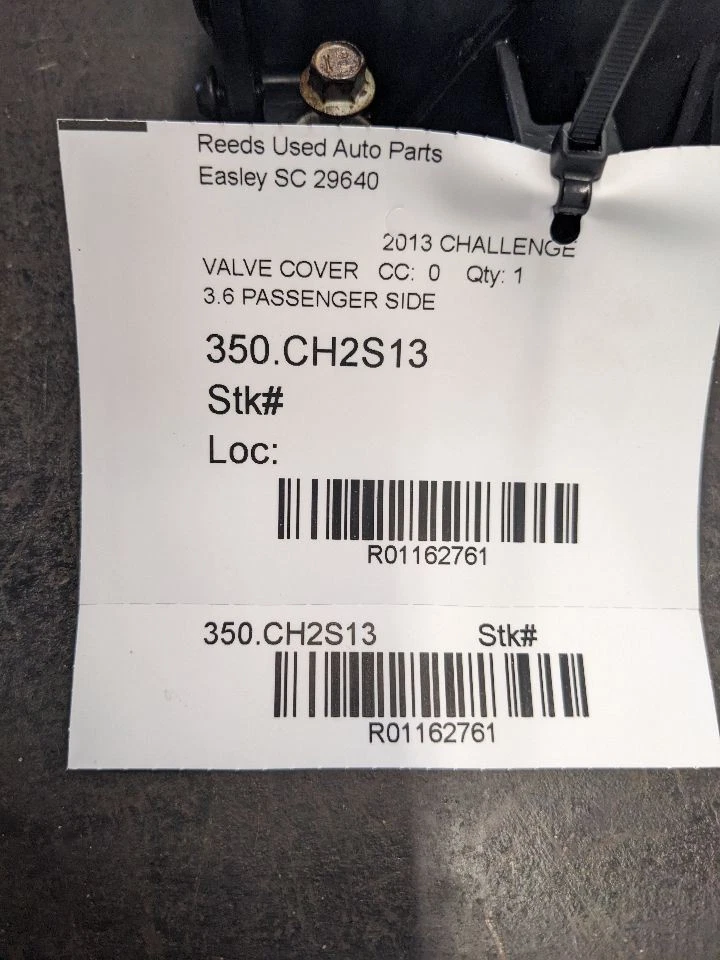 Reeds Used Auto Parts
Easley SC 29640
2013 CHALLENGE
VALVE COVER CC: 0 Qty: 1
3.6 PASSENGER SIDE
350.CH2S13
Stk#
Loc:
R01162761
350.CH2S13 Stk#
R01162761